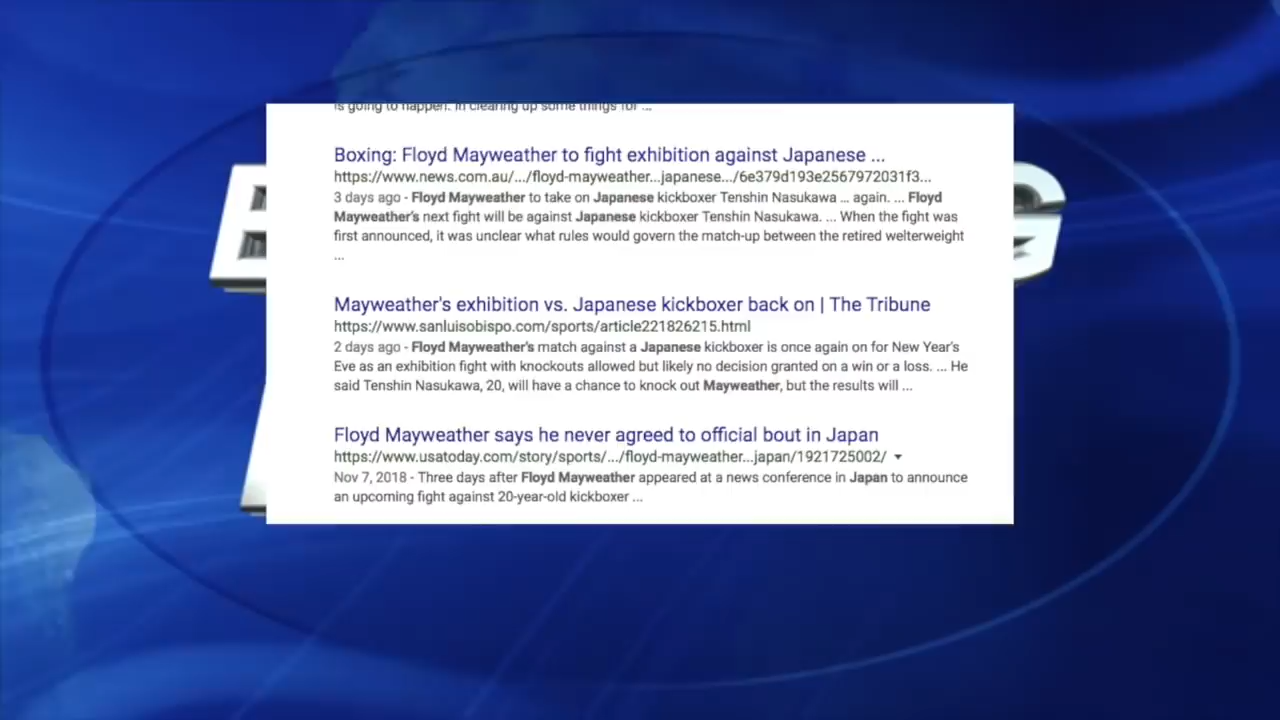 is going to happen. In clearing up some things for ...
Boxing: Floyd Mayweather to fight exhibition against Japanese ...
https://www.news.com.au/.../floyd-mayweather...japanese.../6e379d193e2567972031f3...
3 days ago - Floyd Mayweather to take on Japanese kickboxer Tenshin Nasukawa ... again. ... Floyd
Mayweather's next fight will be against Japanese kickboxer Tenshin Nasukawa. ... When the fight was
first announced, it was unclear what rules would govern the match-up between the retired welterweight
...
Mayweather's exhibition vs. Japanese kickboxer back on | The Tribune
https://www.sanluisobispo.com/sports/article221826215.html
2 days ago - Floyd Mayweather's match against a Japanese kickboxer is once again on for New Year's
Eve as an exhibition fight with knockouts allowed but likely no decision granted on a win or a loss. ... He
said Tenshin Nasukawa, 20, will have a chance to knock out Mayweather, but the results will ...
Floyd Mayweather says he never agreed to official bout in Japan
https://www.usatoday.com/story/sports/.../floyd-mayweather...japan/1921725002/
Nov 7, 2018 - Three days after Floyd Mayweather appeared at a news conference in Japan to announce
an upcoming fight against 20-year-old kickboxer ...